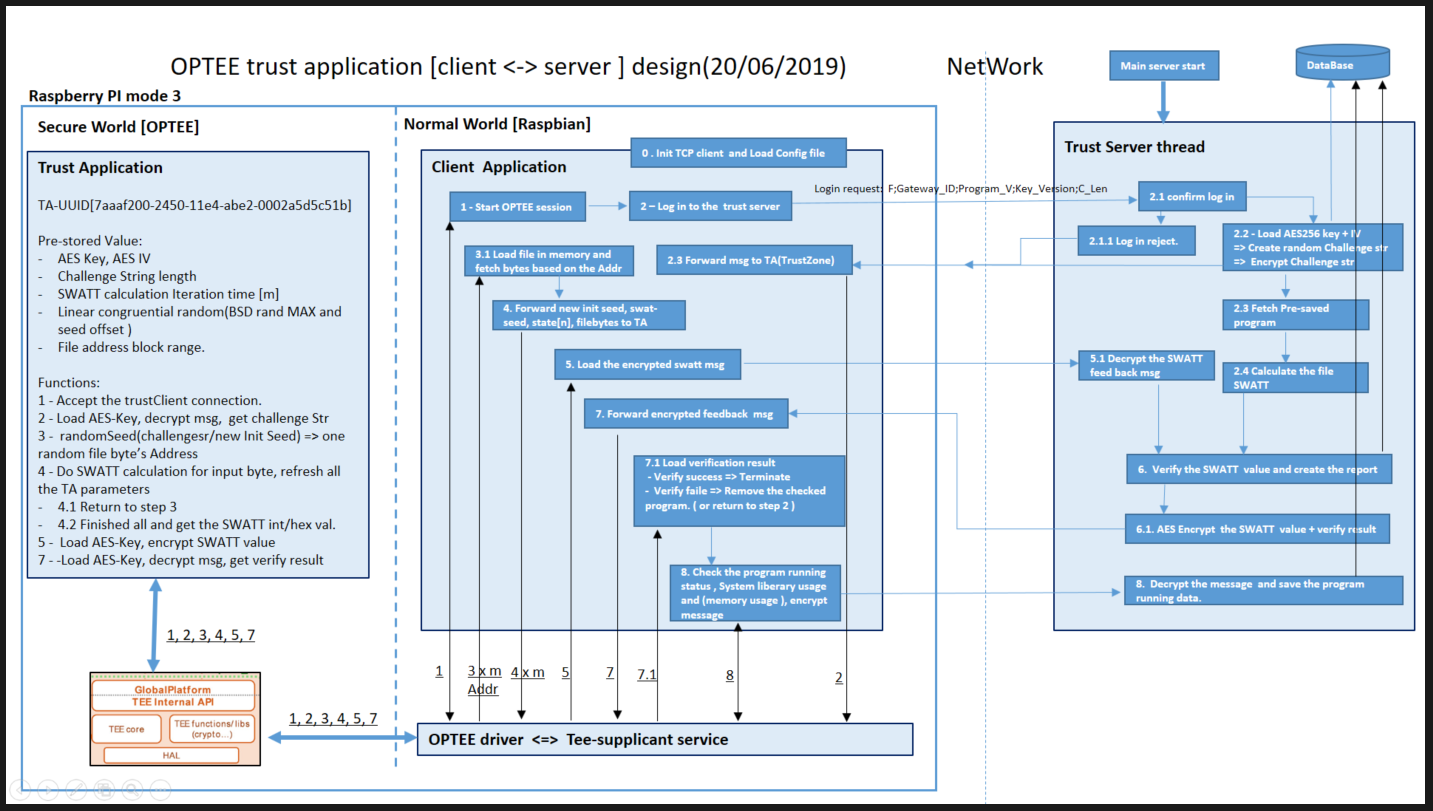 OPTEE trust application [client <-> server ] design(20/06/2019)
NetWork
Main server start
DataBase
Raspberry PI mode 3
Secure World [OPTEE]
Trust Application
TA-UUID[7aaaf200-2450-11e4-abe2-0002a5d5c51b]
Pre-stored Value:
- AES Key, AES IV
- Challenge String length
- SWATT calculation Iteration time [m]
- Linear congruential random(BSD rand MAX and
seed offset )
- File address block range.
Functions:
1 - Accept the trustClient connection.
2 - Load AES-Key, decrypt msg, get challenge Str
3 - randomSeed(challengesr/new Init Seed) => one
random file byte's Address
4 - Do SWATT calculation for input byte, refresh all
the TA parameters
- 4.1 Return to step 3
- 4.2 Finished all and get the SWATT int/hex val.
5 - Load AES-Key, encrypt SWATT value
7 - -Load AES-Key, decrypt msg, get verify result
1, 2, 3, 4, 5, 7
GlobalPlatform
TEE Internal API
TEE core
TEE functions/libs
(crypto...)
HAL
1, 2, 3, 4, 5, 7
Normal World [Raspbian]
Client Application
0 . Init TCP client and Load Config file
1 - Start OPTEE session
2 – Log in to the trust server
Login request: F;Gateway_ID;Program_V;Key_Version;C_Len
3.1 Load file in memory and
fetch bytes based on the Addr
2.3 Forward msg to TA(TrustZone)
4. Forward new init seed, swat-
seed, state[n], filebytes to TA
5. Load the encrypted swatt msg
7. Forward encrypted feedback msg
7.1 Load verification result
- Verify success => Terminate
- Verify faile => Remove the checked
program. ( or return to step 2 )
8. Check the program running
status , System liberary usage
and (memory usage ), encrypt
message
1
3 x m
Addr
4 x m
5
7
7.1
8
2
OPTEE driver <=> Tee-supplicant service
Trust Server thread
2.1 confirm log in
2.1.1 Log in reject.
2.2 - Load AES256 key + IV
=> Create random Challenge str
=> Encrypt Challenge str
2.3 Fetch Pre-saved
program
5.1 Decrypt the SWATT
feed back msg
2.4 Calculate the file
SWATT
6. Verify the SWATT value and create the report
6.1. AES Encrypt the SWATT value + verify result
8. Decrypt the message and save the program
running data.